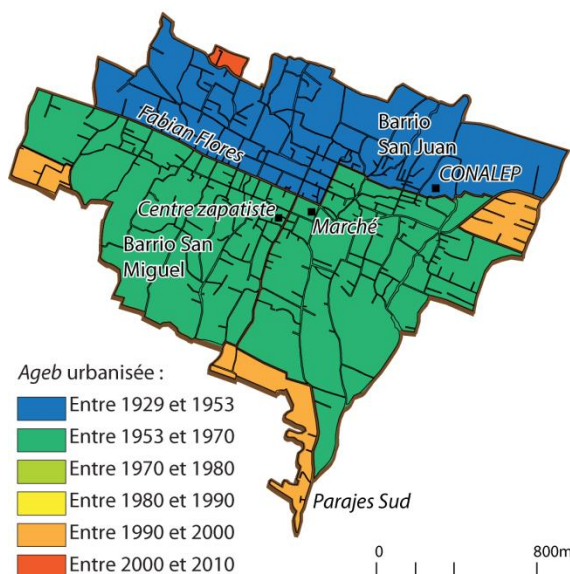 Fabian Flores
Barrio
San Juan
CONALEP
Centre zapatiste
Marché
Barrio San
Miguel
Ageb urbanisée :
Entre 1929 et 1953
Entre 1953 et 1970
Entre 1970 et 1980
Entre 1980 et 1990
Entre 1990 et 2000
Entre 2000 et 2010
Parajes Sud
0
800m